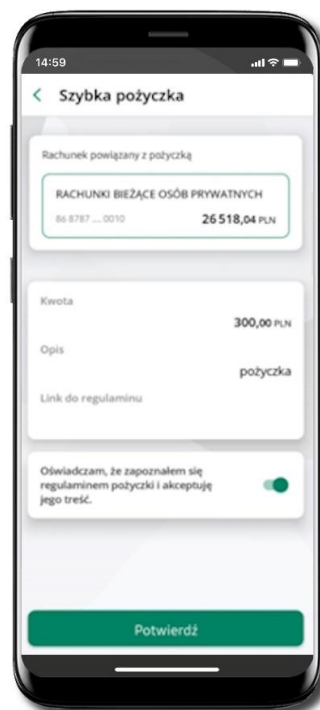 14:59
Szybka pożyczka
Rachunek powiązany z pożyczką
RACHUNKI BIEŻĄCE OSÓB PRYWATNYCH
86 8787 .... 0010 26 518,04 PLN
Kwota
300,00 PLN
Opis
pożyczka
Link do regulaminu
Oświadczam, że zapoznałem się
regulaminem pożyczki i akceptuję
jego treść.
Potwierdź